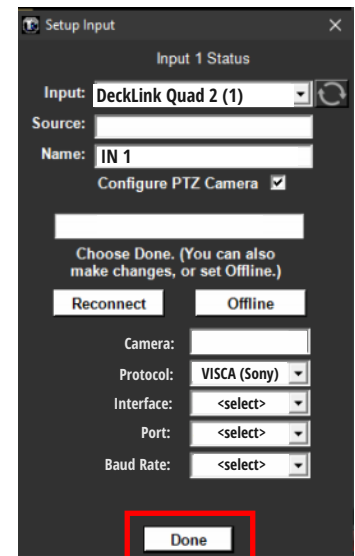 Setup Input
Input 1 Status
Input: DeckLink Quad 2 (1)
Source:
Name: IN 1
Configure PTZ Camera
Choose Done. (You can also
make changes, or set Offline.)
Reconnect Offline
Camera:
Protocol: VISCA (Sony)
Interface: <select>
Port: <select>
Baud Rate: <select>
Done